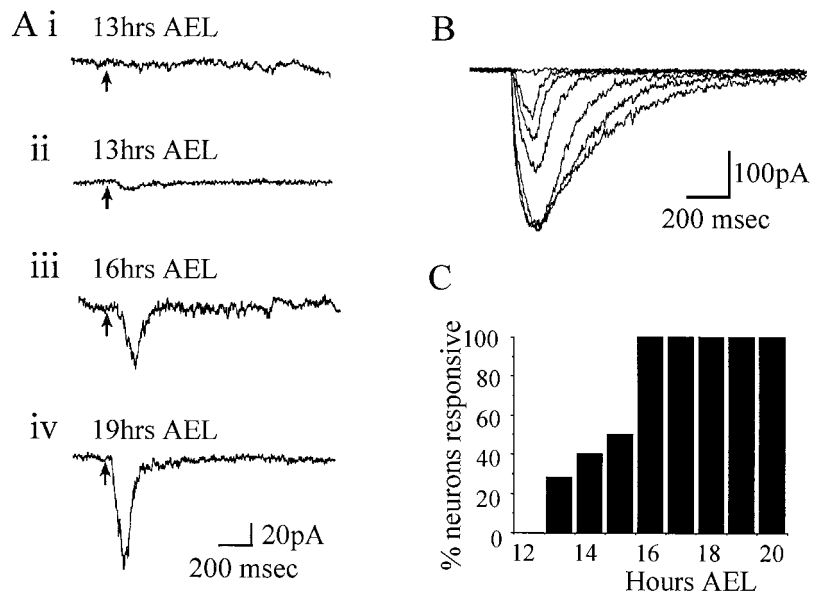 A i 13hrs AEL
ii 13hrs AEL
iii 16hrs AEL
iv 19hrs AEL
20pA
200 msec
B
100pA
200 msec
C
% neurons responsive
100
80
60
40
20
0
12 14 16 18 20
Hours AEL